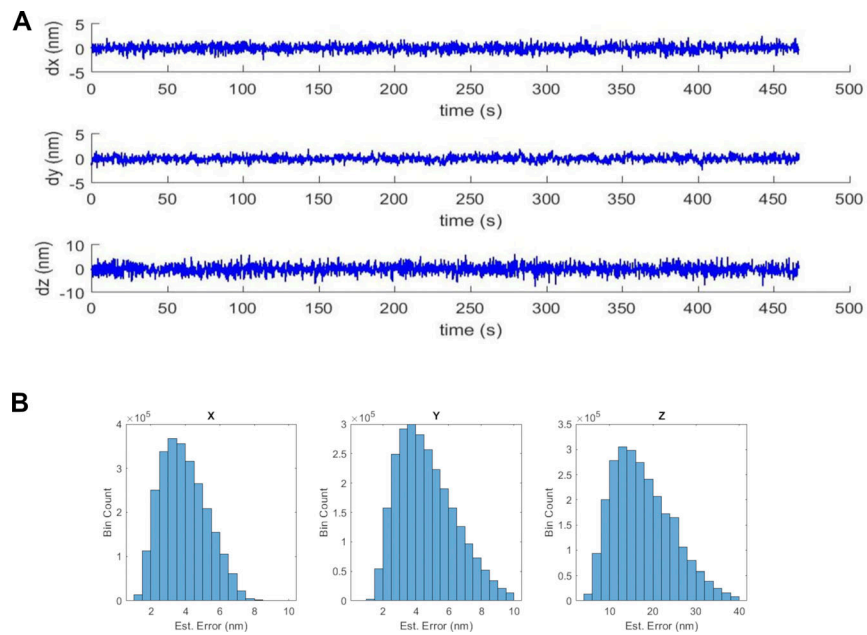 A
dx (nm)
5
0
-5
0 50 100 150 200 250 300 350 400 450 500
time (s)
dy (nm)
5
0
-5
0 50 100 150 200 250 300 350 400 450 500
time (s)
dz (nm)
10
0
-10
0 50 100 150 200 250 300 350 400 450 500
time (s)
B
×10⁵
X
4
3
2
1
0
Bin Count
2 4 6 8 10
Est. Error (nm)
×10⁵
Y
3
2.5
2
1.5
1
0.5
0
Bin Count
2 4 6 8 10
Est. Error (nm)
×10⁵
Z
3.5
3
2.5
2
1.5
1
0.5
0
Bin Count
10 20 30 40
Est. Error (nm)